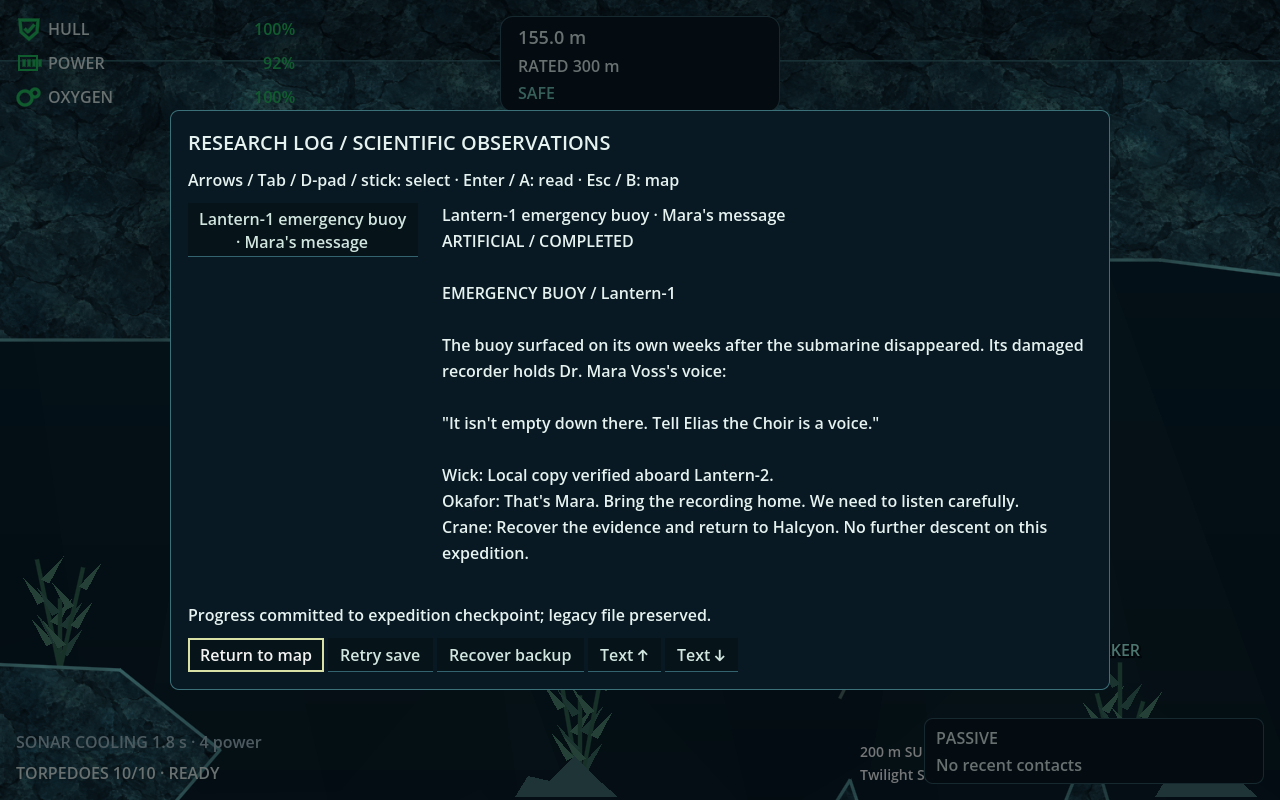 HULL 100%
POWER 92%
OXYGEN 100%
155.0 m
RATED 300 m
SAFE
RESEARCH LOG / SCIENTIFIC OBSERVATIONS
Arrows / Tab / D-pad / stick: select · Enter / A: read · Esc / B: map
Lantern-1 emergency buoy
· Mara's message
Lantern-1 emergency buoy · Mara's message
ARTIFICIAL / COMPLETED
EMERGENCY BUOY / Lantern-1
The buoy surfaced on its own weeks after the submarine disappeared. Its damaged
recorder holds Dr. Mara Voss's voice:
"It isn't empty down there. Tell Elias the Choir is a voice."
Wick: Local copy verified aboard Lantern-2.
Okafor: That's Mara. Bring the recording home. We need to listen carefully.
Crane: Recover the evidence and return to Halcyon. No further descent on this
expedition.
Progress committed to expedition checkpoint; legacy file preserved.
Return to map Retry save Recover backup Text ↑ Text ↓
KER
SONAR COOLING 1.8 s · 4 power
TORPEDOES 10/10 · READY
200 m SU
Twilight S
PASSIVE
No recent contacts